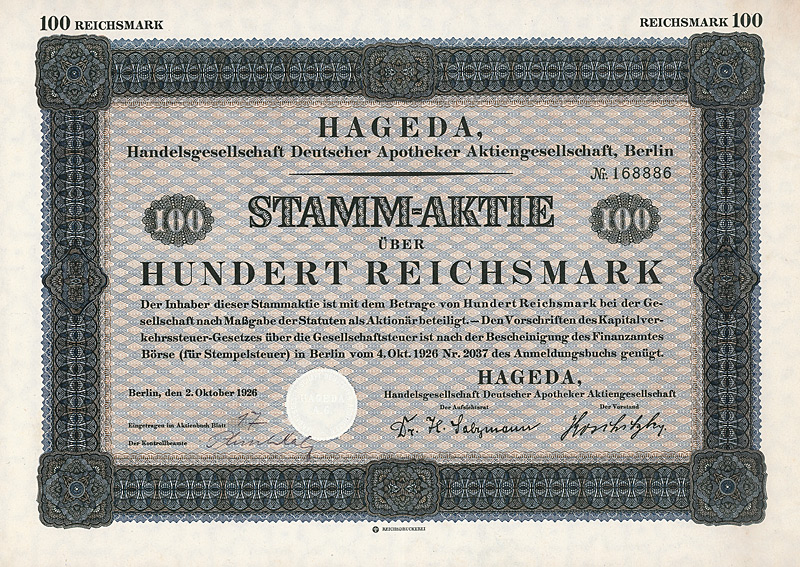 100 REICHSMARK
REICHSMARK 100
HAGEDA,
Handelsgesellschaft Deutscher Apotheker Aktiengesellschaft, Berlin
Nr. 168886
100 STAMM-AKTIE 100
ÜBER
HUNDERT REICHSMARK
Der Inhaber dieser Stammaktie ist mit dem Betrage von Hundert Reichsmark bei der Ge-
sellschaft nach Maßgabe der Statuten als Aktionär beteiligt. — Den Vorschriften des Kapitalver-
kehrssteuer-Gesetzes über die Gesellschaftsteuer ist nach der Bescheinigung des Finanzamtes
Börse (für Stempelsteuer) in Berlin vom 4. Okt. 1926 Nr. 2037 des Anmeldungsbuchs genügt.
Berlin, den 2. Oktober 1926
HAGEDA
HAGEDA,
Handelsgesellschaft Deutscher Apotheker Aktiengesellschaft
Der Aufsichtsrat
Der Vorstand
Dr. H. Salzmann
Eingetragen im Aktienbuch Blatt 97
Der Kontrollbeamte
REICHSDRUCKEREI